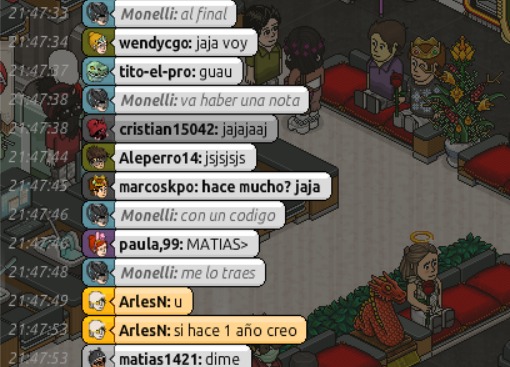 21:47:33 Monelli: al final
21:47:34 wendycgo: jaja voy
21:47:37 tito-el-pro: guau
21:47:38 Monelli: va haber una nota
21:47:38 cristian15042: jajajaaj
21:47:44 Aleperro14: jsjsjsjs
21:47:45 marcoskpo: hace mucho? jaja
21:47:46 Monelli: con un codigo
21:47:46 paula,99: MATIAS>
21:47:48 Monelli: me lo traes
21:47:49 ArlesN: u
21:47:53 ArlesN: si hace 1 año creo
21:47:53 matias1421: dime